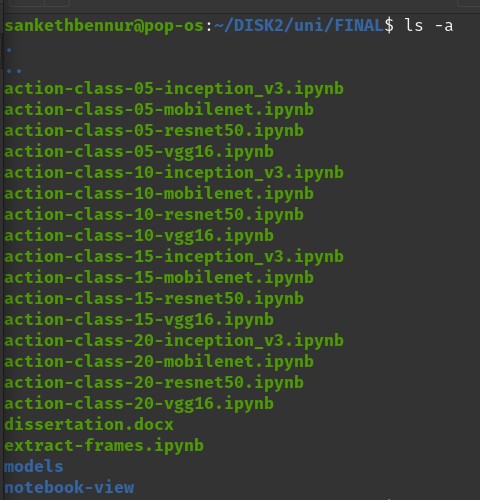 sankethbennur@pop-os:~/DISK2/uni/FINAL$ ls -a
.
..
action-class-05-inception_v3.ipynb
action-class-05-mobilenet.ipynb
action-class-05-resnet50.ipynb
action-class-05-vgg16.ipynb
action-class-10-inception_v3.ipynb
action-class-10-mobilenet.ipynb
action-class-10-resnet50.ipynb
action-class-10-vgg16.ipynb
action-class-15-inception_v3.ipynb
action-class-15-mobilenet.ipynb
action-class-15-resnet50.ipynb
action-class-15-vgg16.ipynb
action-class-20-inception_v3.ipynb
action-class-20-mobilenet.ipynb
action-class-20-resnet50.ipynb
action-class-20-vgg16.ipynb
dissertation.docx
extract-frames.ipynb
models
notebook-view